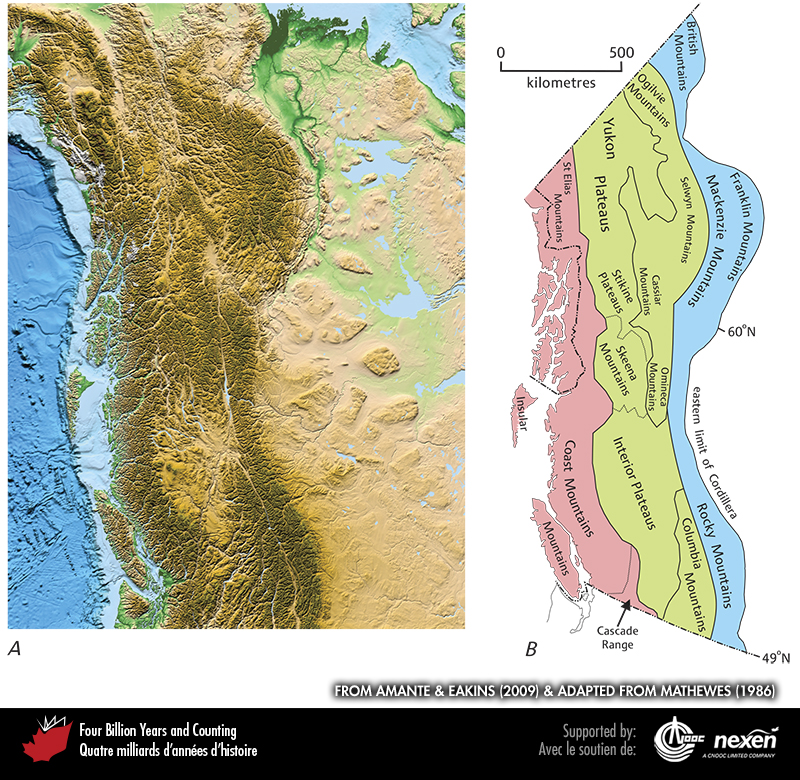 0
500
kilometres
British
Mountains
Ogilvie
Mountains
Yukon
Plateaus
St Elias
Mountains
Selwyn Mountains
Mackenzie Mountains
Franklin Mountains
Stikine
Plateaus
Cassiar
Mountains
60°N
Skeena
Mountains
Omineca
Mountains
Insular
Mountains
Coast Mountains
Interior Plateaus
eastern limit of Cordillera
Rocky Mountains
Columbia
Mountains
Cascade
Range
49°N
A
B
FROM AMANTE & EAKINS (2009) & ADAPTED FROM MATHEWES (1986)
Four Billion Years and Counting
Quatre milliards d'années d'histoire
Supported by:
Avec le soutien de:
CNOOC
nexen
A CNOOC LIMITED COMPANY